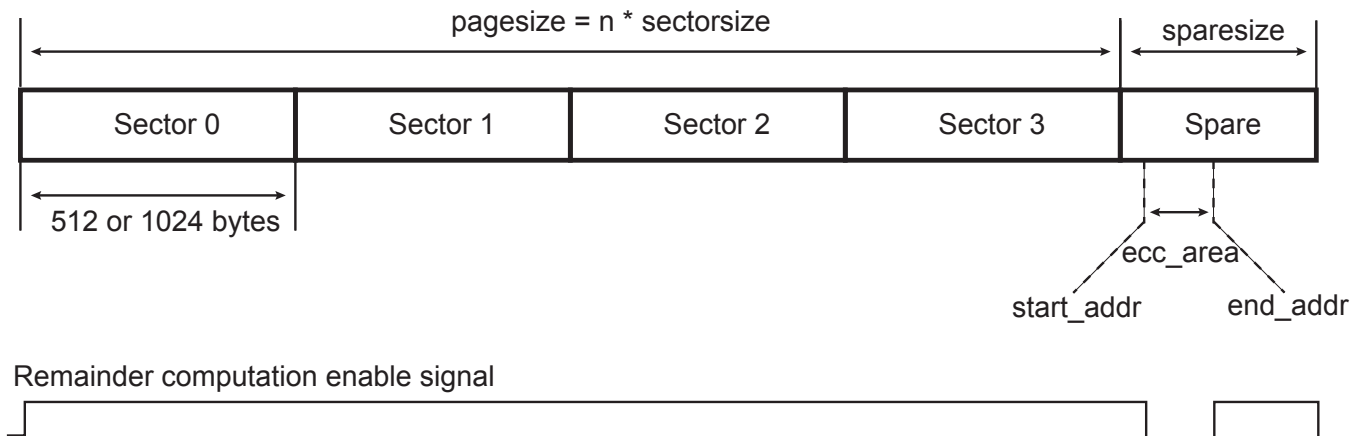 pagesize = n * sectorsize
sparesize
Sector 0
Sector 1
Sector 2
Sector 3
Spare
512 or 1024 bytes
ecc_area
start_addr
end_addr
Remainder computation enable signal